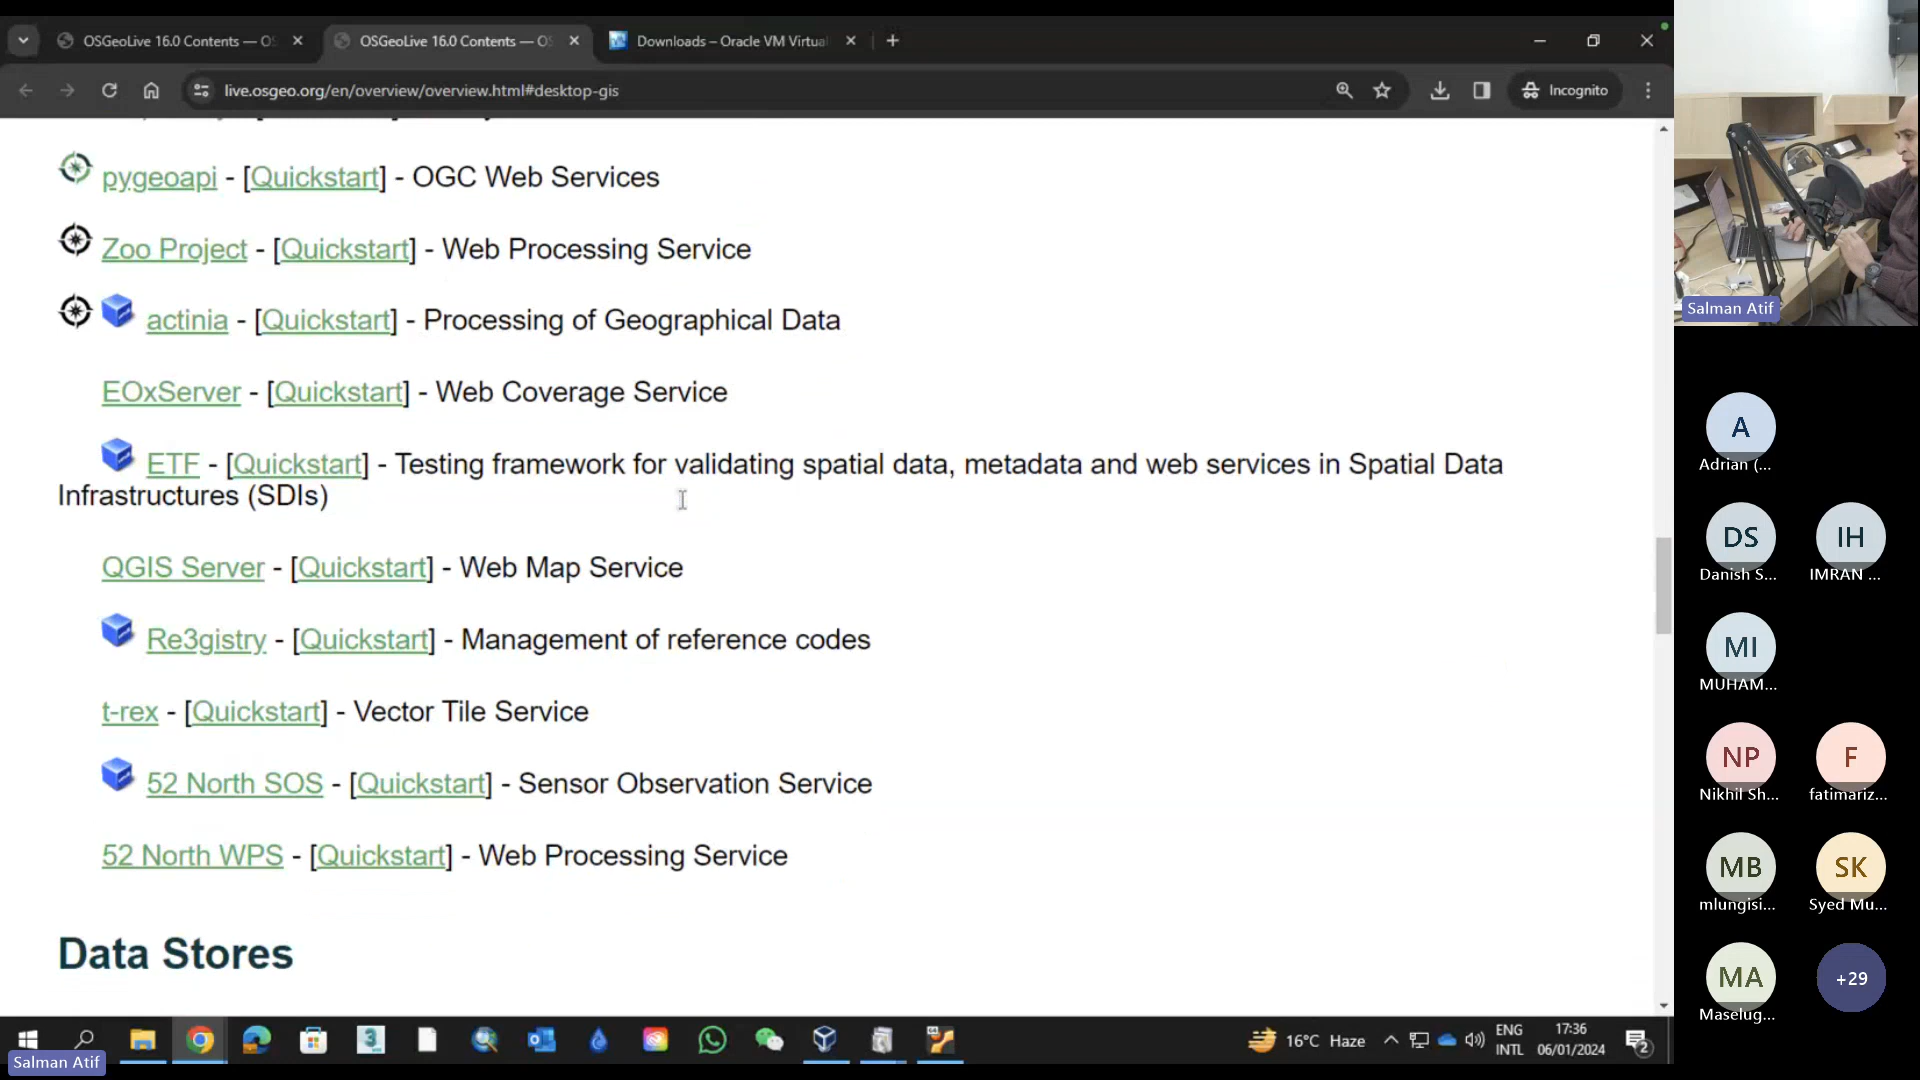 OSGeoLive 16.0 Contents — OS
OSGeoLive 16.0 Contents — OS
Downloads – Oracle VM Virtual
live.osgeo.org/en/overview/overview.html#desktop-gis
Incognito
pygeoapi - [Quickstart] - OGC Web Services
Zoo Project - [Quickstart] - Web Processing Service
actinia - [Quickstart] - Processing of Geographical Data
EOxServer - [Quickstart] - Web Coverage Service
ETF - [Quickstart] - Testing framework for validating spatial data, metadata and web services in Spatial Data
Infrastructures (SDIs)
QGIS Server - [Quickstart] - Web Map Service
Re3gistry - [Quickstart] - Management of reference codes
t-rex - [Quickstart] - Vector Tile Service
52 North SOS - [Quickstart] - Sensor Observation Service
52 North WPS - [Quickstart] - Web Processing Service
Data Stores
Salman Atif
A
Adrian (...
DS
Danish S...
IH
IMRAN ...
MI
MUHAM...
NP
Nikhil Sh...
F
fatimariz...
MB
mlungisi...
SK
Syed Mu...
MA
Maselug...
+29
3
16°C Haze
ENG
INTL
17:36
06/01/2024
2
Salman Atif